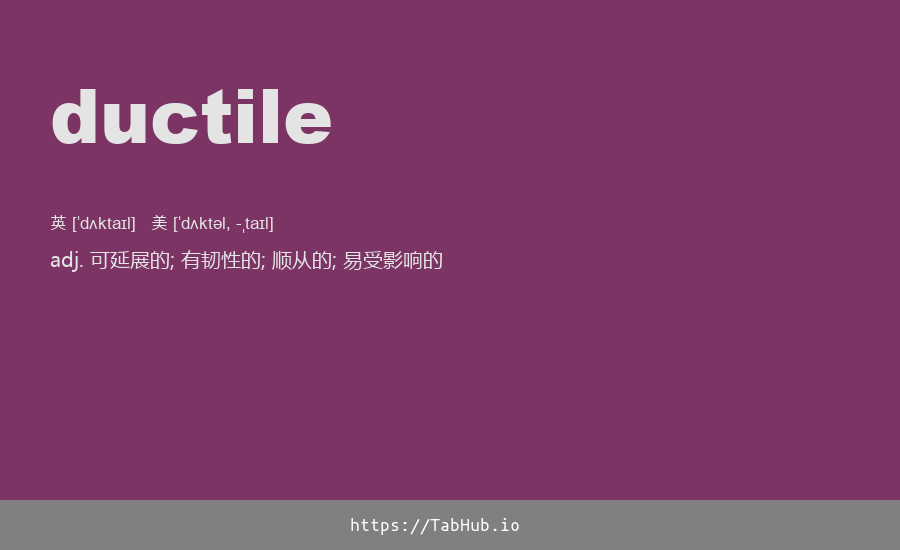 ductile
英 [ˈdʌktaɪl] 美 [ˈdʌktəl, -ˌtaɪl]
adj. 可延展的; 有韧性的; 顺从的; 易受影响的
https://TabHub.io